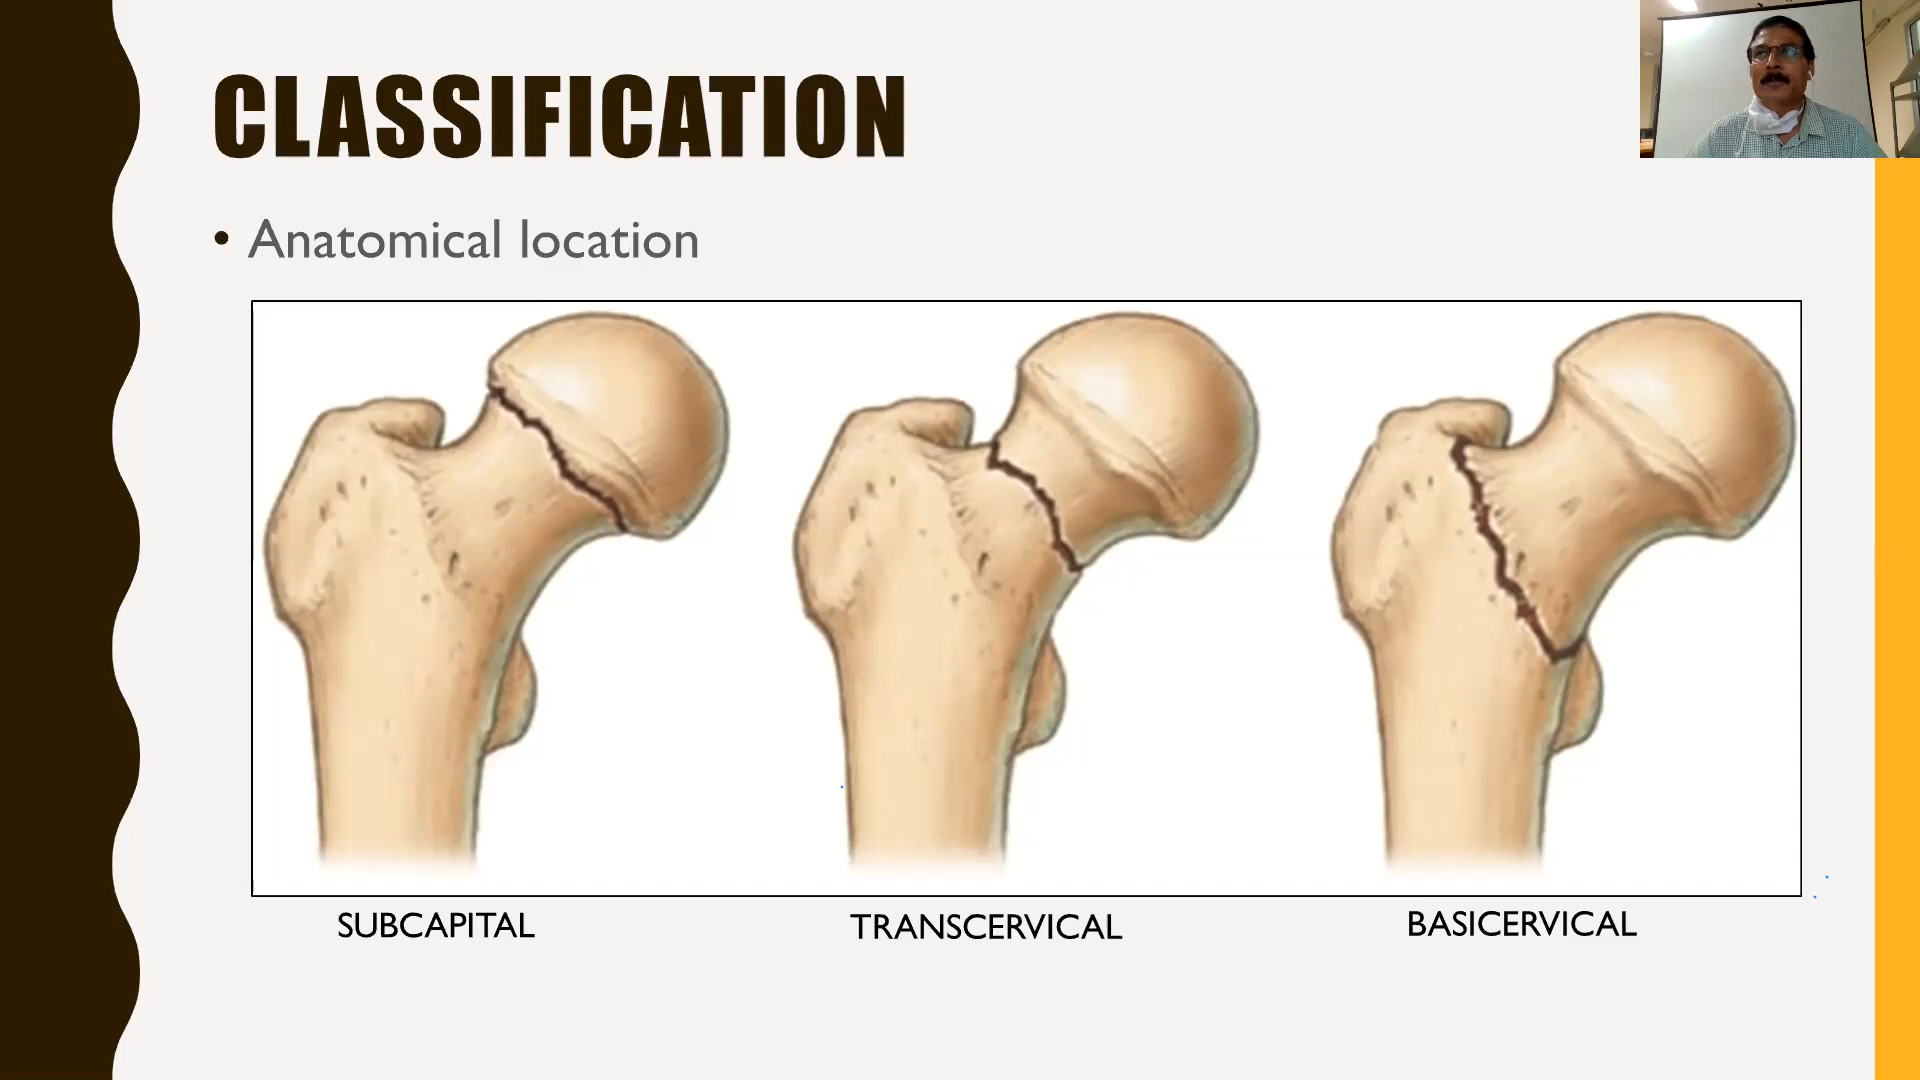 CLASSIFICATION
• Anatomical location
SUBCAPITAL
TRANSCERVICAL
BASICERVICAL